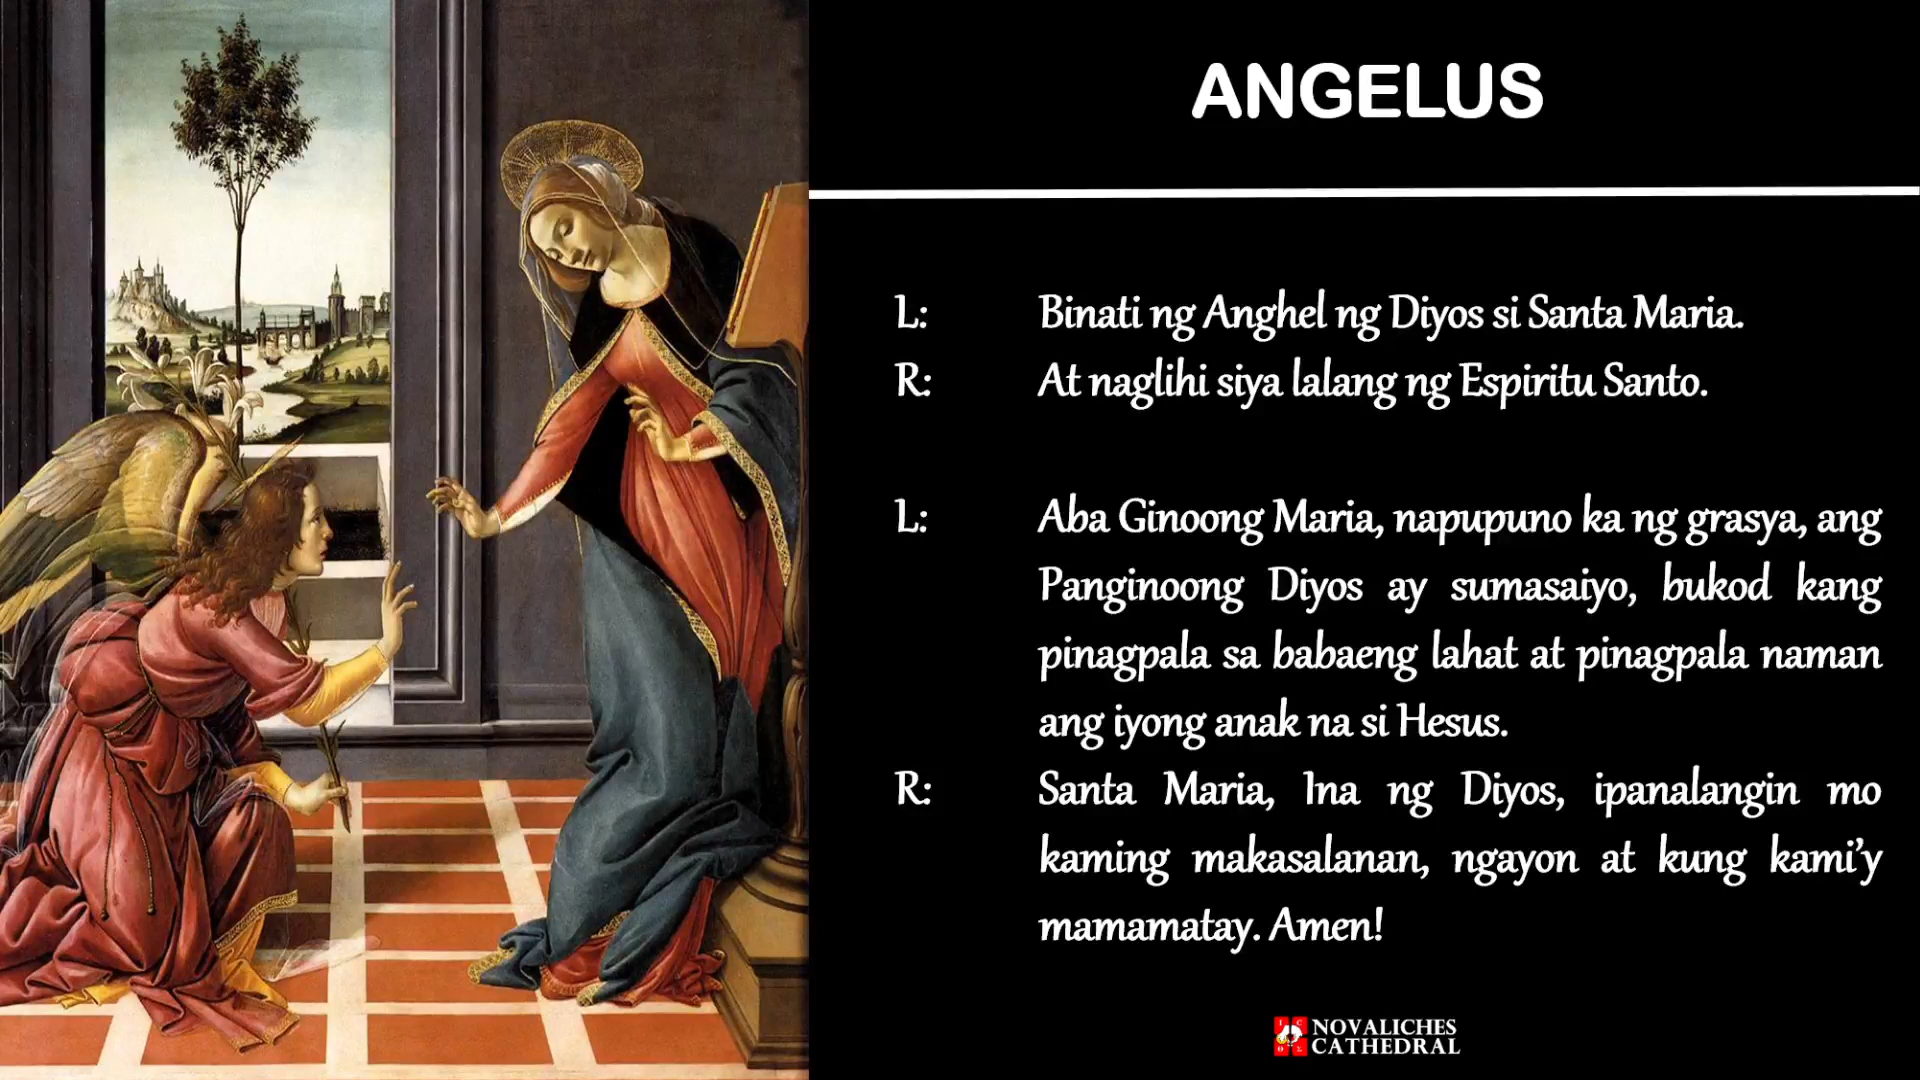 ANGELUS
L: Binati ng Anghel ng Diyos si Santa Maria.
R: At naglihi siya lalang ng Espiritu Santo.
L: Aba Ginoong Maria, napupuno ka ng grasya, ang
Panginoong Diyos ay sumasaiyo, bukod kang
pinagpala sa babaeng lahat at pinagpala naman
ang iyong anak na si Hesus.
R: Santa Maria, Ina ng Diyos, ipanalangin mo
kaming makasalanan, ngayon at kung kami’y
mamamatay. Amen!
NOVALICHES
CATHEDRAL